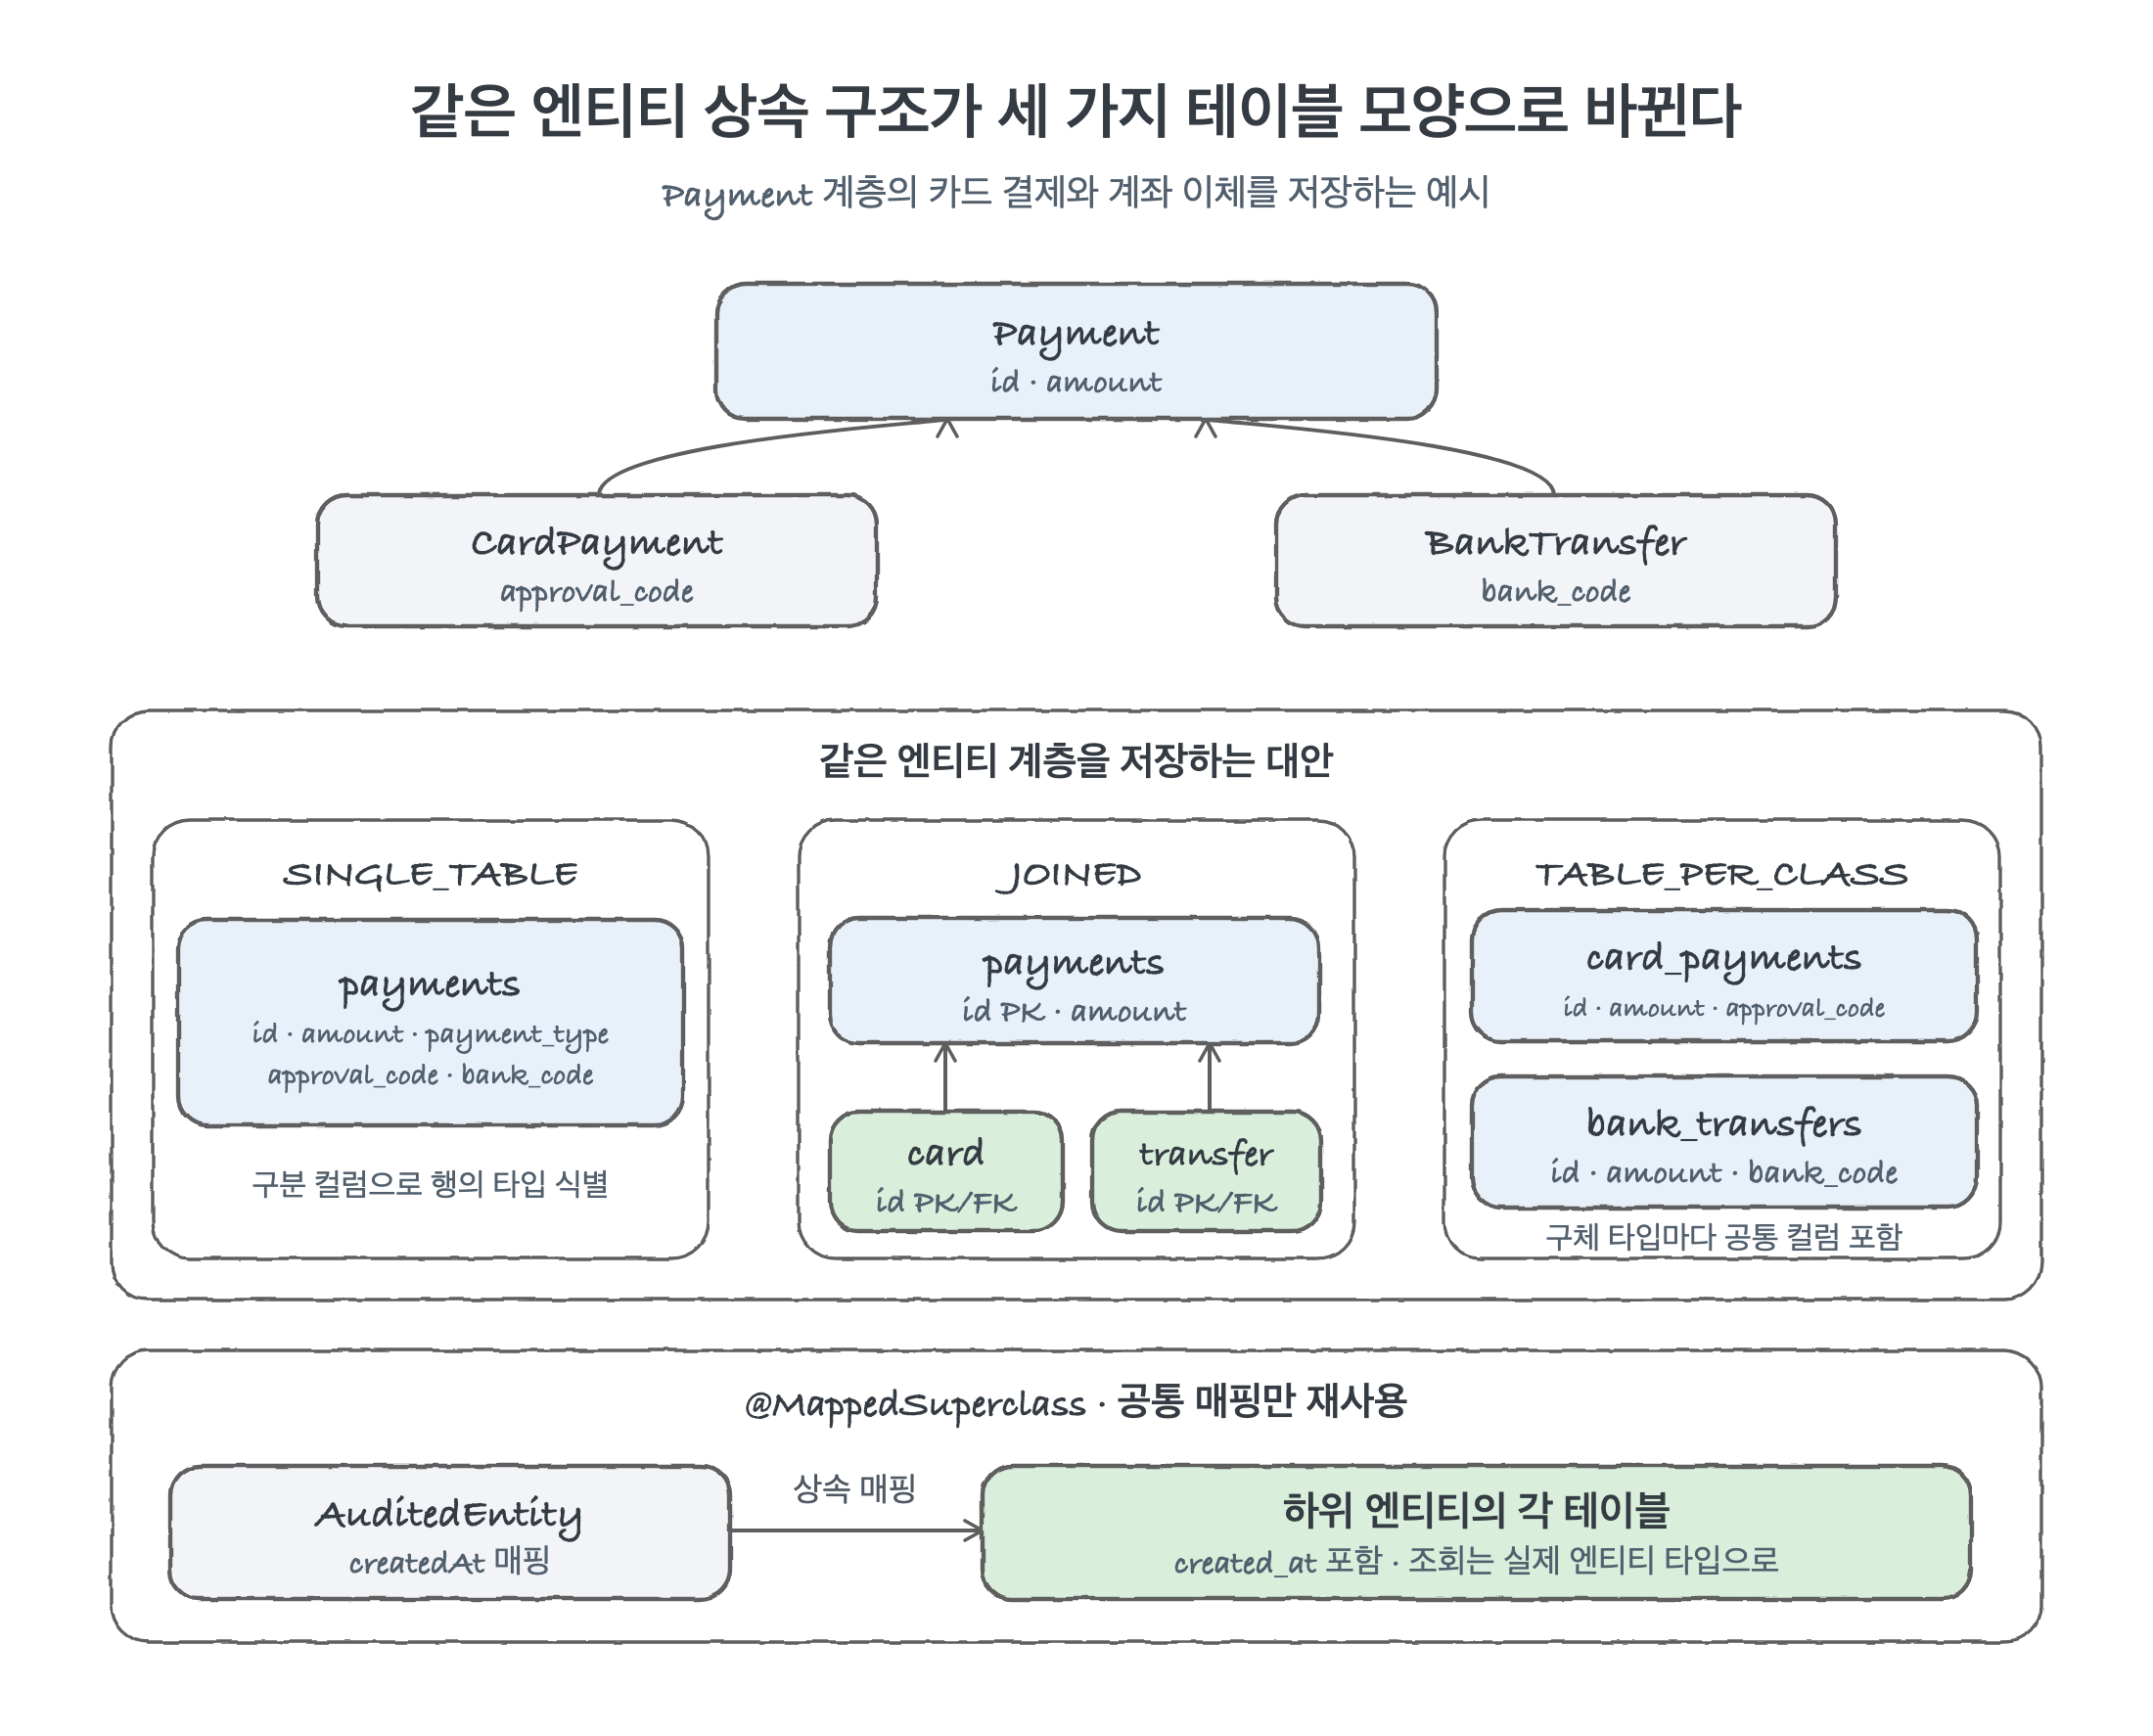 같은 엔티티 상속 구조가 세 가지 테이블 모양으로 바뀐다
Payment 계층의 카드 결제와 계좌 이체를 저장하는 예시
Payment
id · amount
CardPayment
approval_code
BankTransfer
bank_code
같은 엔티티 계층을 저장하는 대안
SINGLE_TABLE
payments
id · amount · payment_type
approval_code · bank_code
구분 컬럼으로 행의 타입 식별
JOINED
payments
id PK · amount
card
id PK/FK
transfer
id PK/FK
TABLE_PER_CLASS
card_payments
id · amount · approval_code
bank_transfers
id · amount · bank_code
구체 타입마다 공통 컬럼 포함
@MappedSuperclass · 공통 매핑만 재사용
AuditedEntity
createdAt 매핑
상속 매핑
하위 엔티티의 각 테이블
created_at 포함 · 조회는 실제 엔티티 타입으로